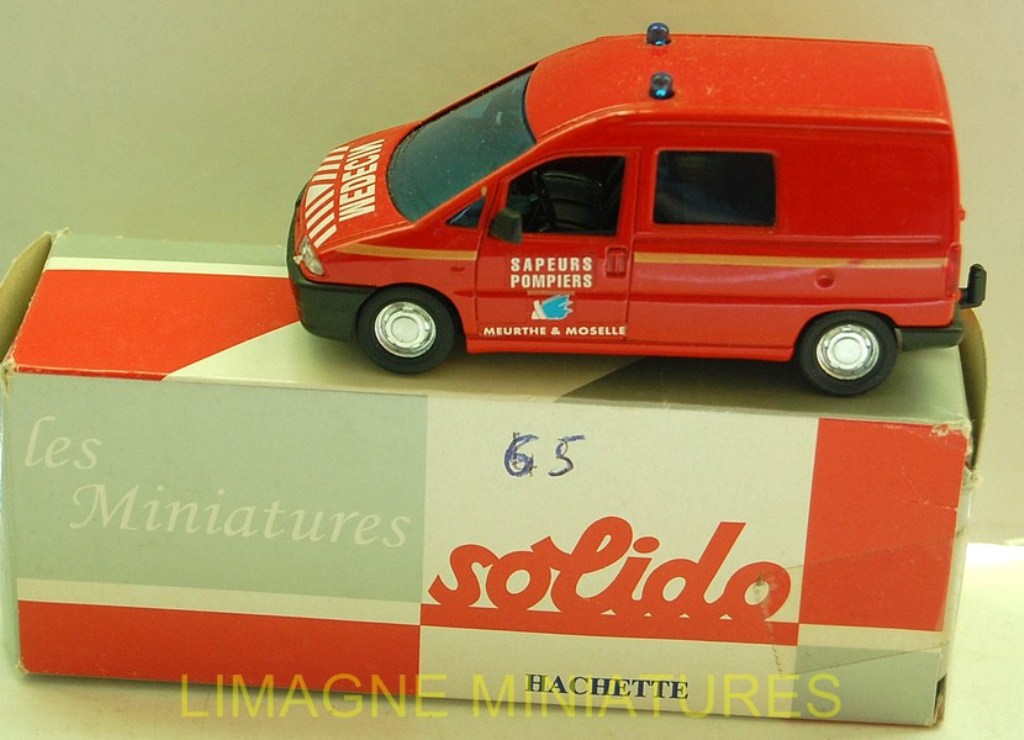 MEDECIN
SAPEURS
POMPIERS
MEURTHE & MOSELLE
les
Miniatures
65
solido
HACHETTE
LIMAGNE MINIATURES